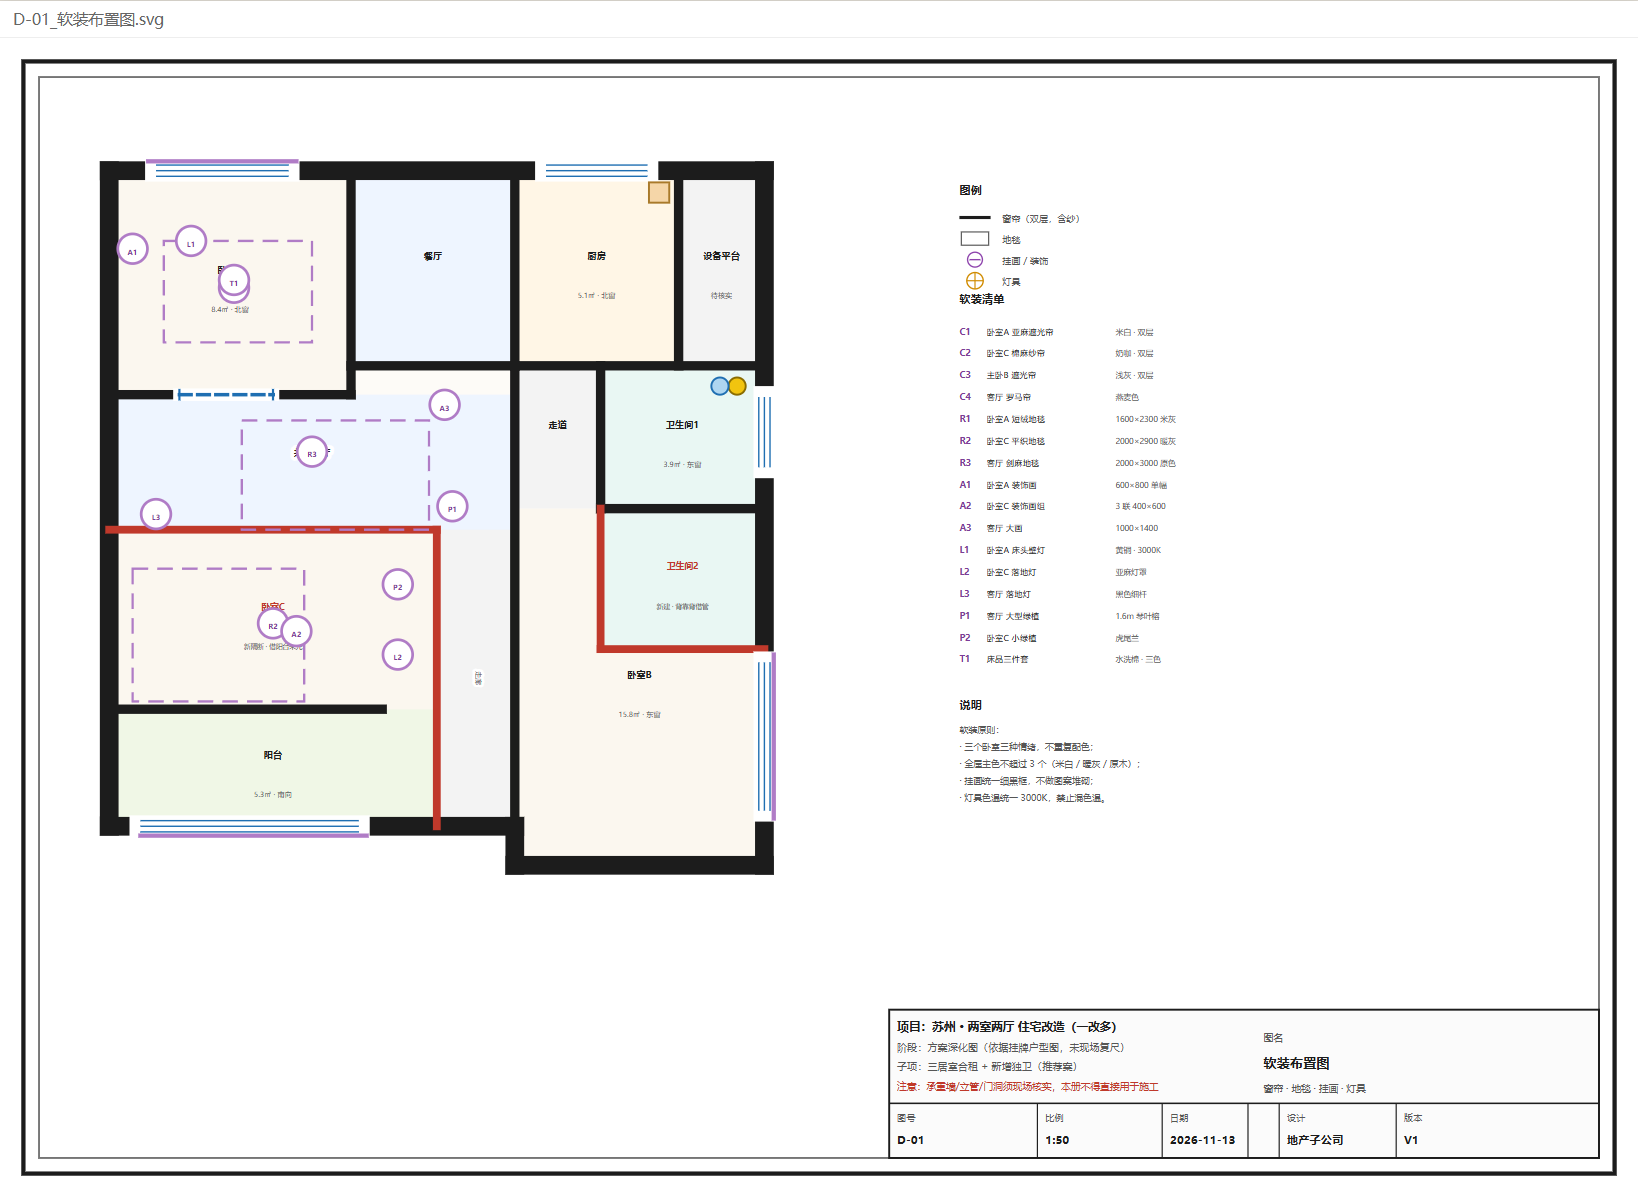 D-01_软装布置图.svg
A1
L1
T1
8.4㎡ · 北窗
餐厅
厨房
5.1㎡ · 北窗
设备平台
待核实
A3
R3
L3
P1
走道
卫生间1
3.9㎡ · 东窗
卫生间2
新建 · 背靠背借管
卧室C
R2
A2
P2
L2
卧室B
15.8㎡ · 东窗
阳台
5.3㎡ · 南向
图例
窗帘（双层，含纱）
地毯
挂画 / 装饰
灯具
软装清单
C1 卧室A 亚麻遮光帘 米白 · 双层
C2 卧室C 棉麻纱帘 奶咖 · 双层
C3 主卧B 遮光帘 浅灰 · 双层
C4 客厅 罗马帘 燕麦色
R1 卧室A 短绒地毯 1600×2300 米灰
R2 卧室C 平织地毯 2000×2900 暖灰
R3 客厅 剑麻地毯 2000×3000 原色
A1 卧室A 装饰画 600×800 单幅
A2 卧室C 装饰画组 3 联 400×600
A3 客厅 大画 1000×1400
L1 卧室A 床头壁灯 黄铜 · 3000K
L2 卧室C 落地灯 亚麻灯罩
L3 客厅 落地灯 黑色细杆
P1 客厅 大型绿植 1.6m 琴叶榕
P2 卧室C 小绿植 虎尾兰
T1 床品三件套 水洗棉 · 三色
说明
软装原则：
· 三个卧室三种情绪，不重复配色；
· 全屋主色不超过 3 个（米白 / 暖灰 / 原木）；
· 挂画统一细黑框，不做图案堆砌；
· 灯具色温统一 3000K，禁止混色温。
项目：苏州 · 两室两厅 住宅改造（一改多）
阶段：方案深化图（依据挂牌户型图，未现场复尺）
子项：三居室合租 + 新增独卫（推荐案）
注意：承重墙/立管/门洞须现场核实，本册不得直接用于施工
图名
软装布置图
窗帘 · 地毯 · 挂画 · 灯具
图号
D-01
比例
1:50
日期
2026-11-13
设计
地产子公司
版本
V1